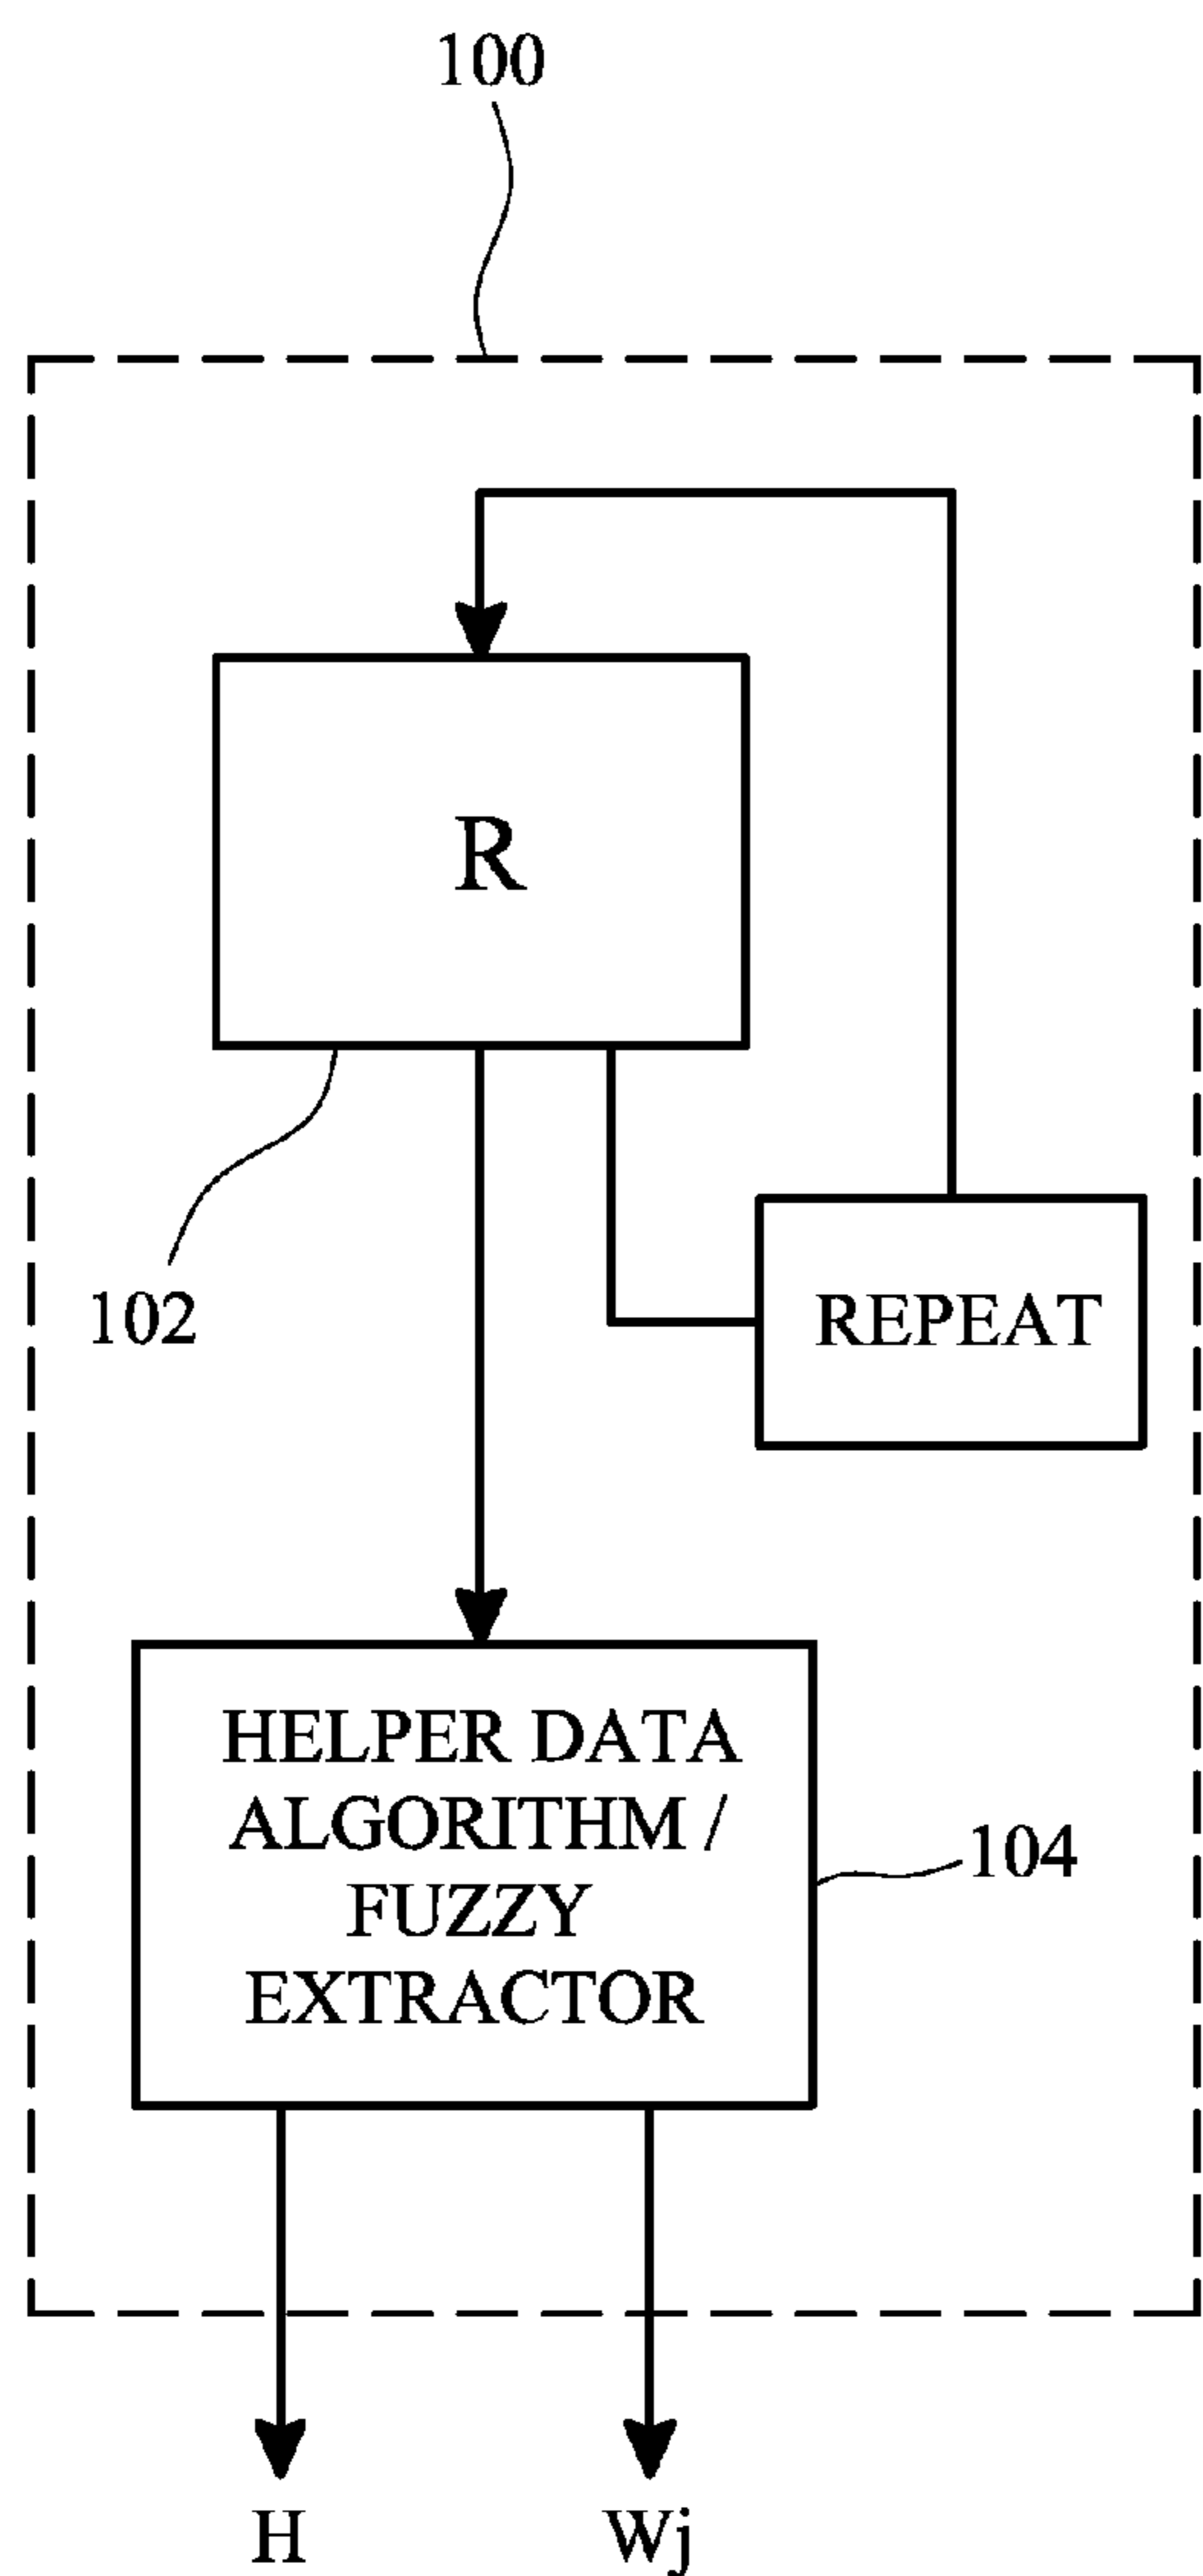 100
R
102
REPEAT
HELPER DATA
ALGORITHM /
FUZZY
EXTRACTOR
104
H
Wj